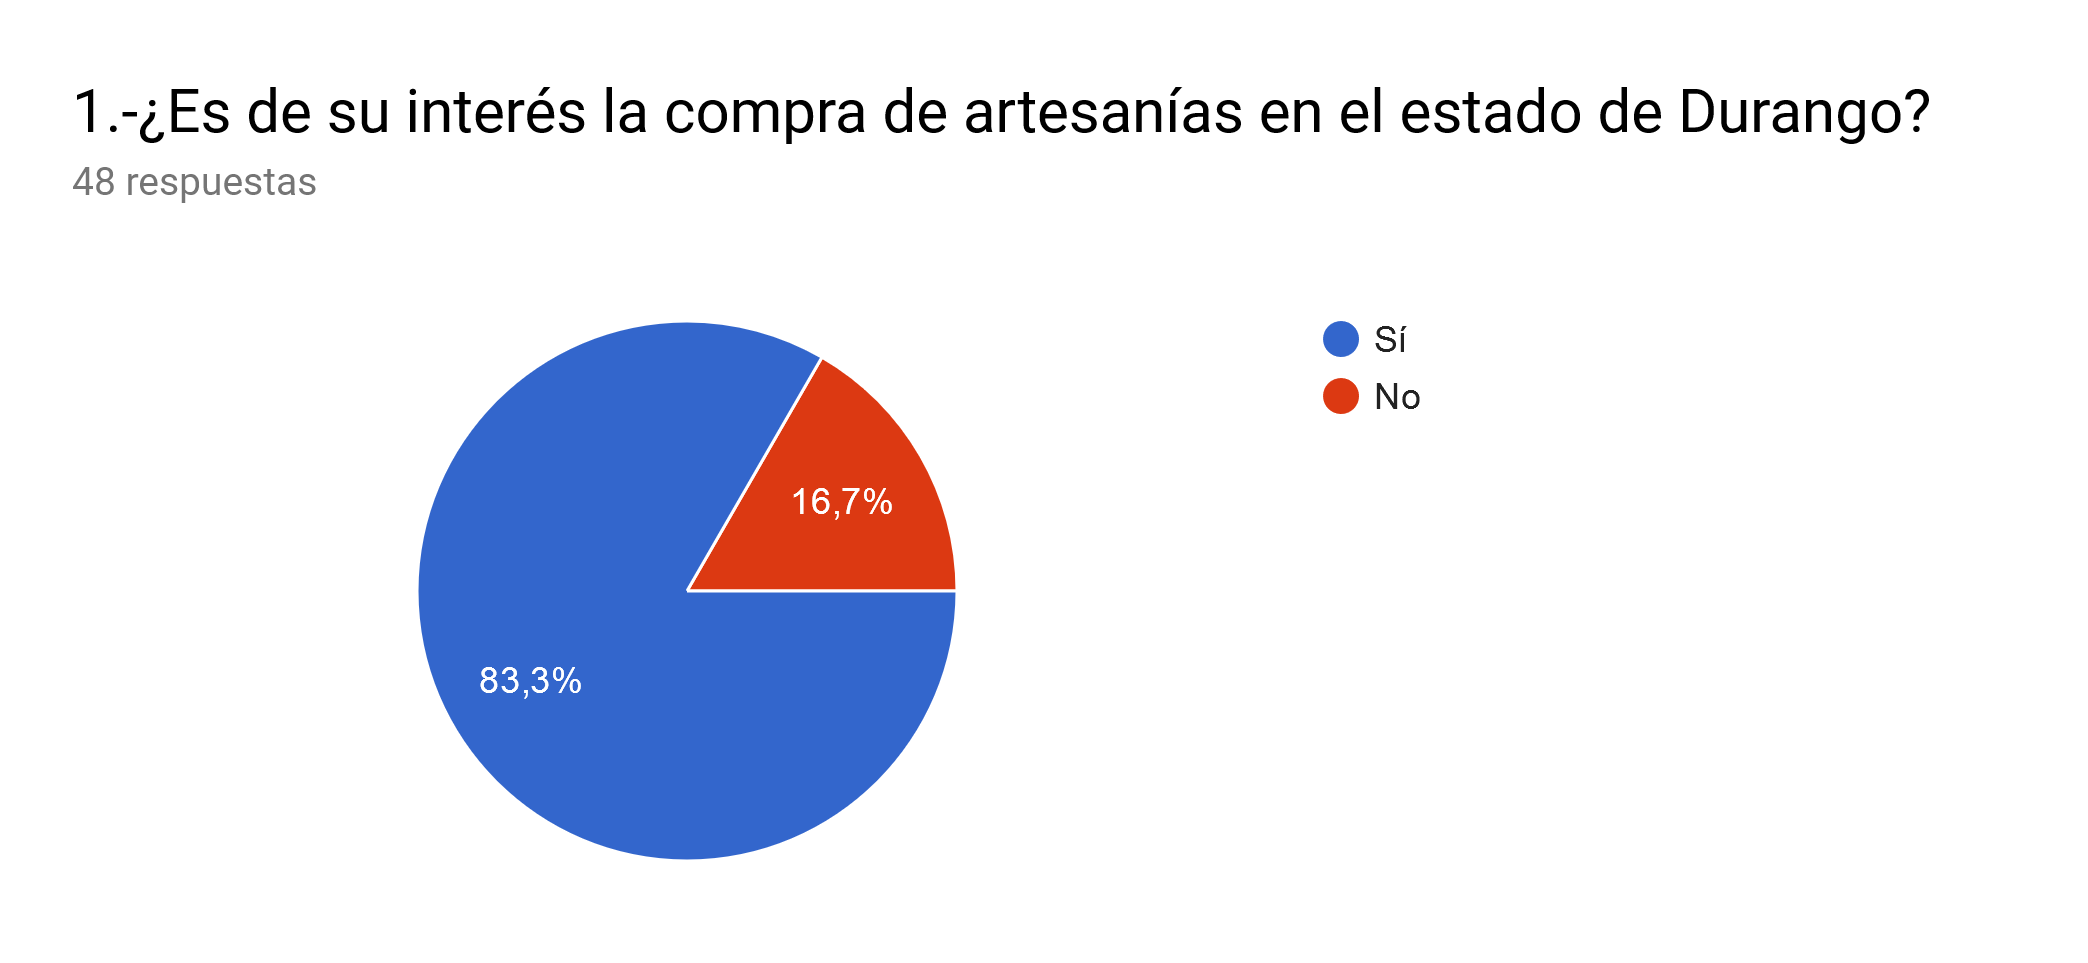 1.-¿Es de su interés la compra de artesanías en el estado de Durango?
48 respuestas
Sí
No
16,7%
83,3%